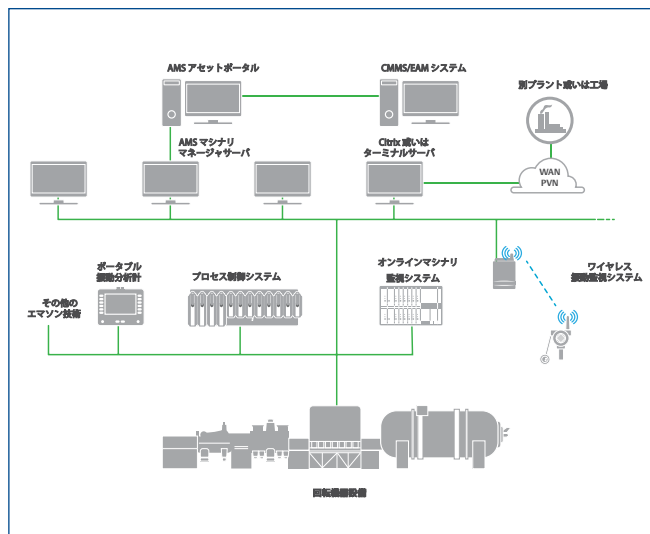 AMS アセットポータル
CMMS/EAM システム
別プラント或いは工場
AMS マシナリ
マネージャサーバ
Citrix 或いは
ターミナルサーバ
WAN
PVN
ポータブル
振動分析計
プロセス制御システム
オンラインマシナリ
監視システム
ワイヤレス
振動監視システム
その他の
エマソン技術
回転機器設備